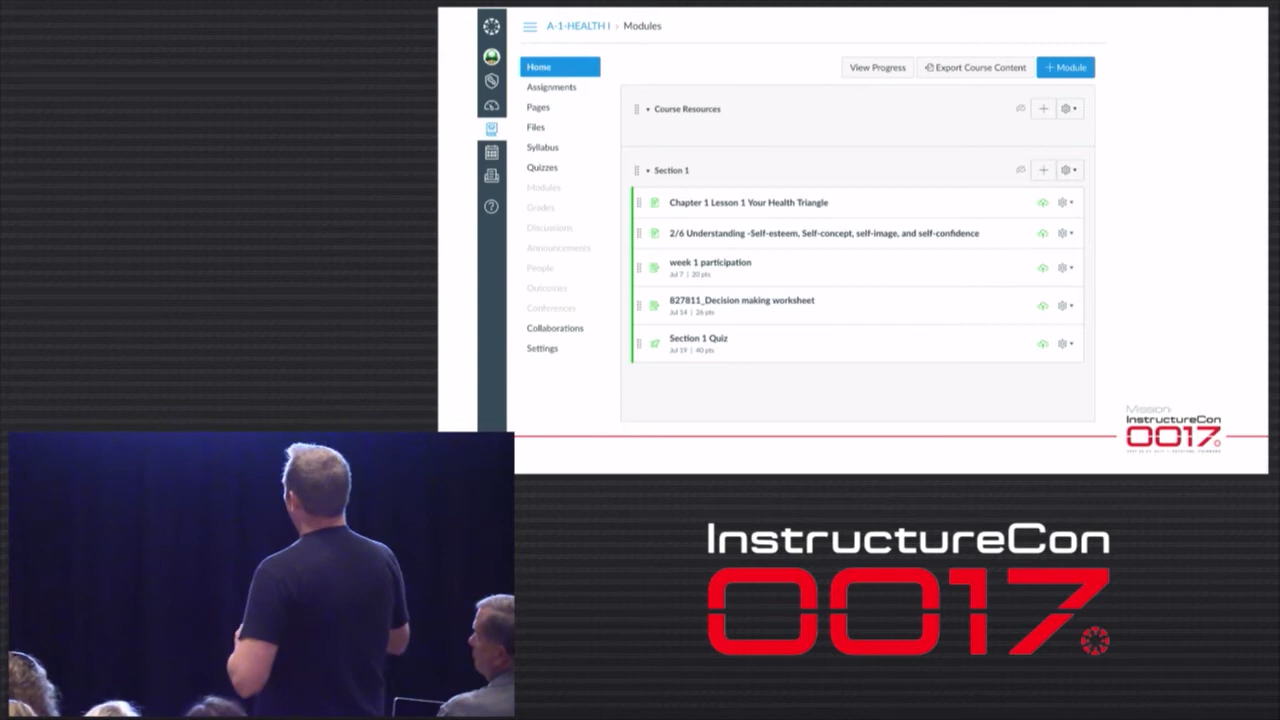 A-1-HEALTH I > Modules
Home
Assignments
Pages
Files
Syllabus
Quizzes
Modules
Grades
Discussions
Announcements
People
Outcomes
Conferences
Collaborations
Settings
View Progress
Export Course Content
+ Module
Course Resources
Section 1
Chapter 1 Lesson 1 Your Health Triangle
2/6 Understanding -Self-esteem, Self-concept, self-image, and self-confidence
week 1 participation
Jul 7 | 20 pts
827811_Decision making worksheet
Jul 14 | 26 pts
Section 1 Quiz
Jul 19 | 40 pts
Mission:
InstructureCon
0017
InstructureCon
0017